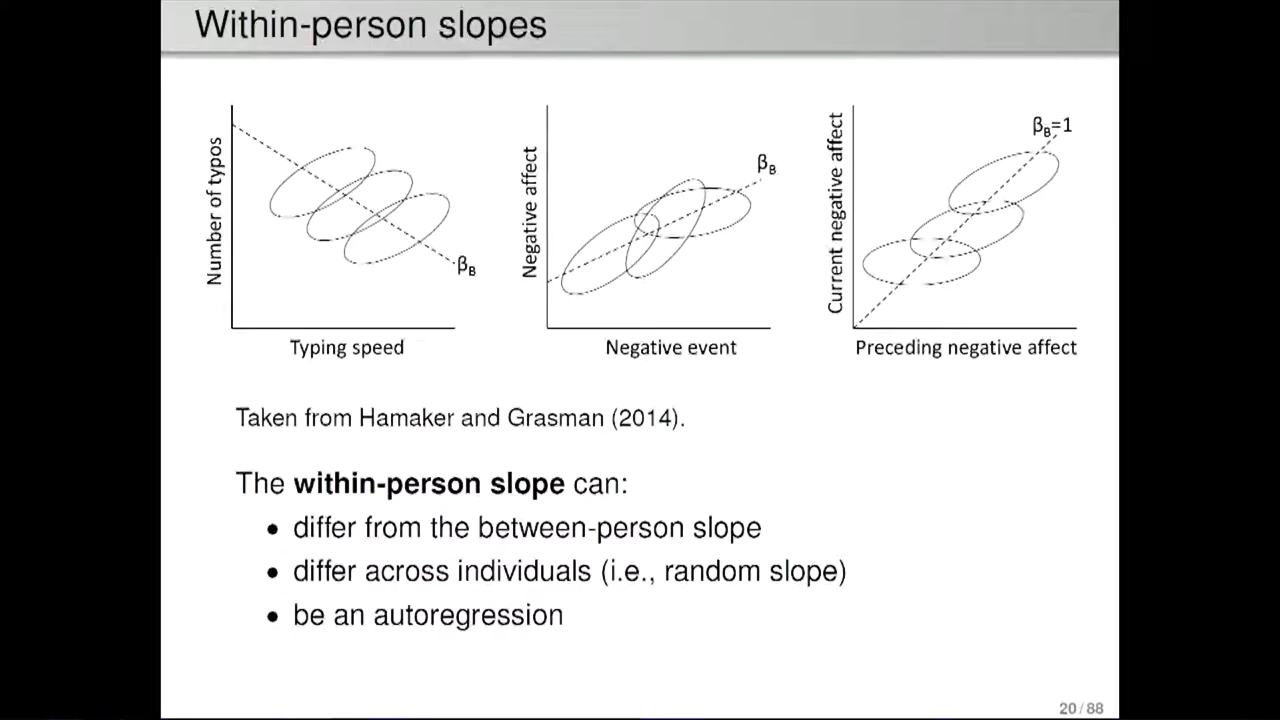 Within-person slopes
Number of typos
βB
Typing speed
Negative affect
βB
Negative event
Current negative affect
βB=1
Preceding negative affect
Taken from Hamaker and Grasman (2014).
The within-person slope can:
• differ from the between-person slope
• differ across individuals (i.e., random slope)
• be an autoregression
20 / 88